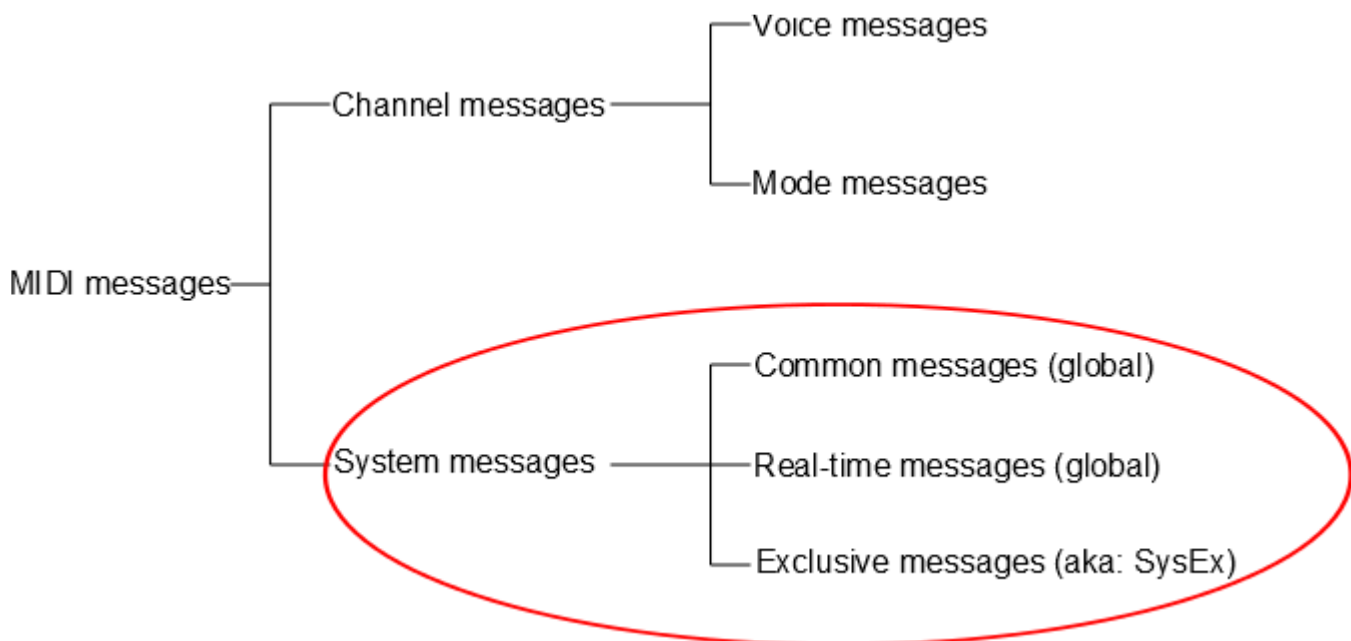 Voice messages
Channel messages
Mode messages
MIDI messages
Common messages (global)
System messages
Real-time messages (global)
Exclusive messages (aka: SysEx)